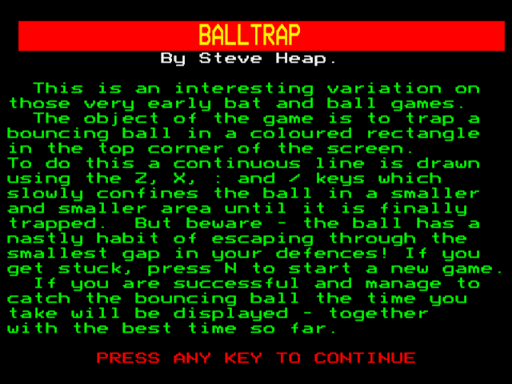 BALLTRAP
By Steve Heap.
This is an interesting variation on
those very early bat and ball games.
The object of the game is to trap a
bouncing ball in a coloured rectangle
in the top corner of the screen.
To do this a continuous line is drawn
using the Z, X, : and / keys which
slowly confines the ball in a smaller
and smaller area until it is finally
trapped. But beware - the ball has a
nastly habit of escaping through the
smallest gap in your defences! If you
get stuck, press N to start a new game.
If you are successful and manage to
catch the bouncing ball the time you
take will be displayed - together
with the best time so far.
PRESS ANY KEY TO CONTINUE